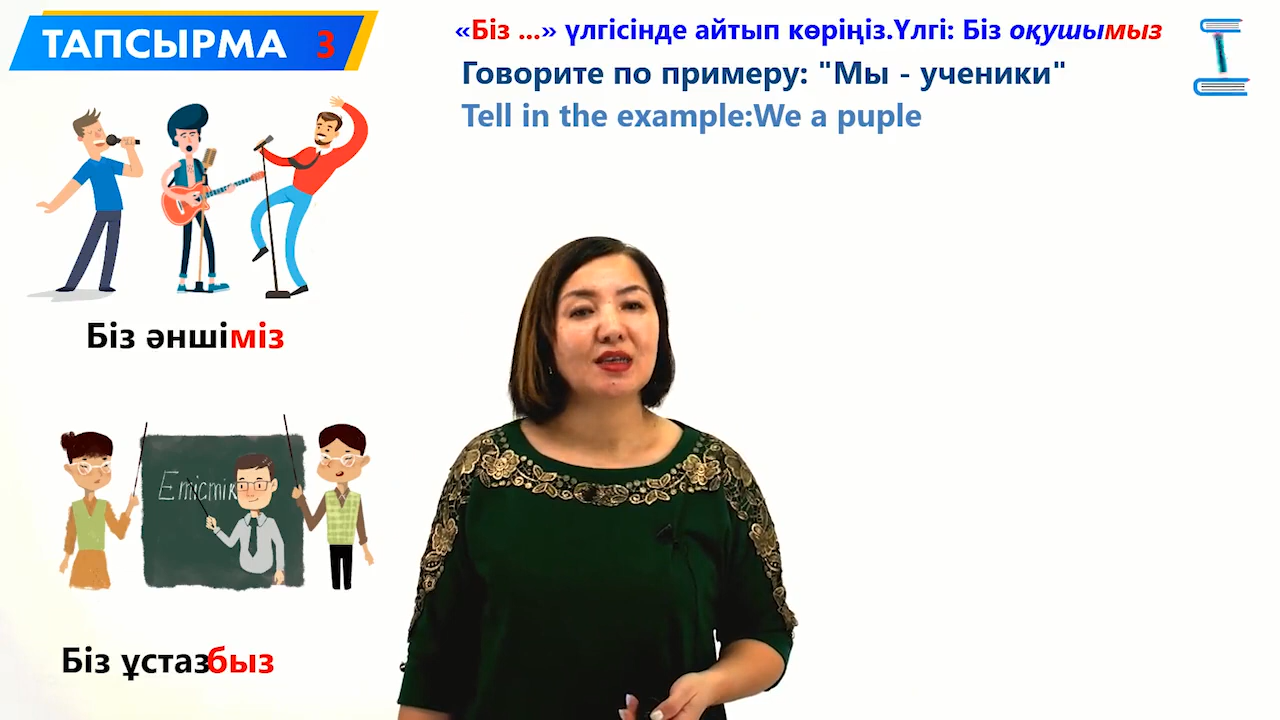 ТАПСЫРМА 3
«Біз ...» үлгісінде айтып көріңіз.Үлгі: Біз оқушымыз
Говорите по примеру: "Мы - ученики"
Tell in the example:We a puple
Біз әншіміз
Етістік
Біз ұстазбыз